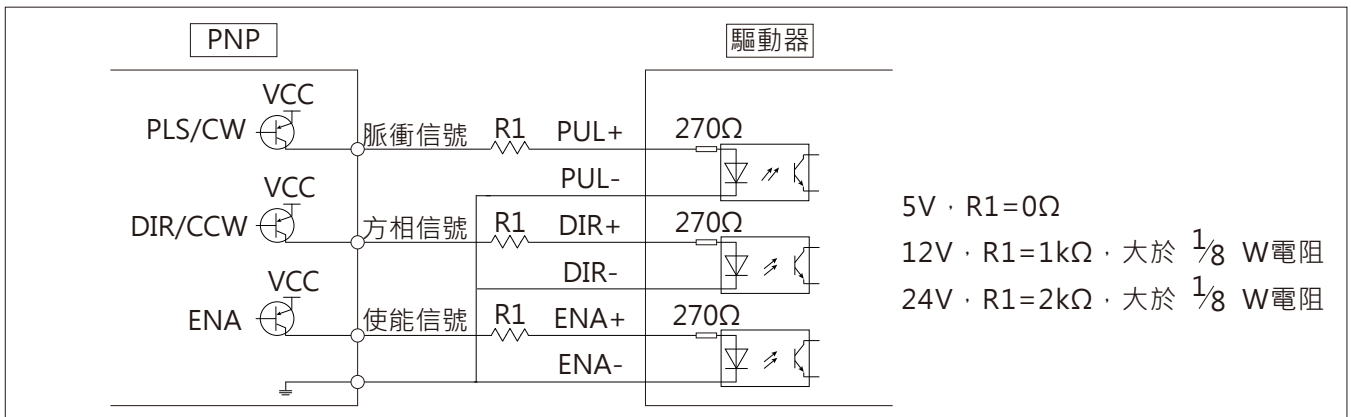 PNP
驅動器
VCC
PLS/CW
脈衝信號
R1
PUL+
270Ω
PUL-
VCC
DIR/CCW
方相信號
R1
DIR+
270Ω
DIR-
VCC
ENA
使能信號
R1
ENA+
270Ω
ENA-
5V，R1=0Ω
12V，R1=1kΩ，大於 1/8 W電阻
24V，R1=2kΩ，大於 1/8 W電阻